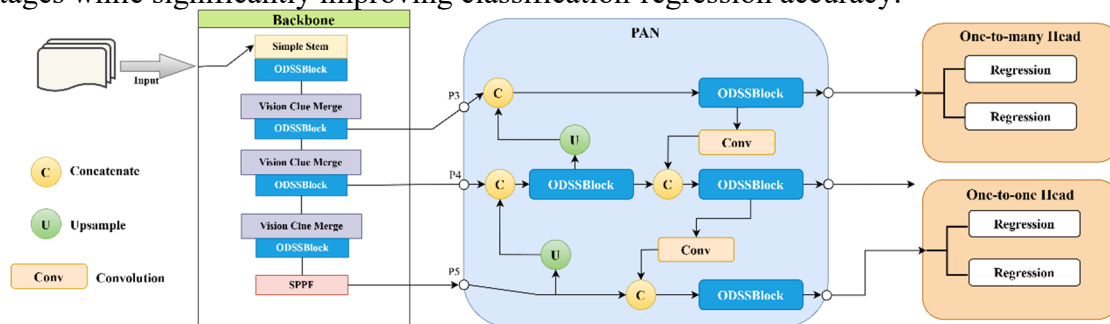 tages while significantly improving classification regression accuracy.
Backbone
Simple Stem
ODSSBlock
Vision Clue Merge
ODSSBlock
Vision Clue Merge
ODSSBlock
Vision Clue Merge
ODSSBlock
SPPF
Input
C Concatenate
U Upsample
Conv Convolution
PAN
P3
C
ODSSBlock
U
Conv
P4
C
ODSSBlock
C
ODSSBlock
U
Conv
P5
C
ODSSBlock
One-to-many Head
Regression
Regression
One-to-one Head
Regression
Regression